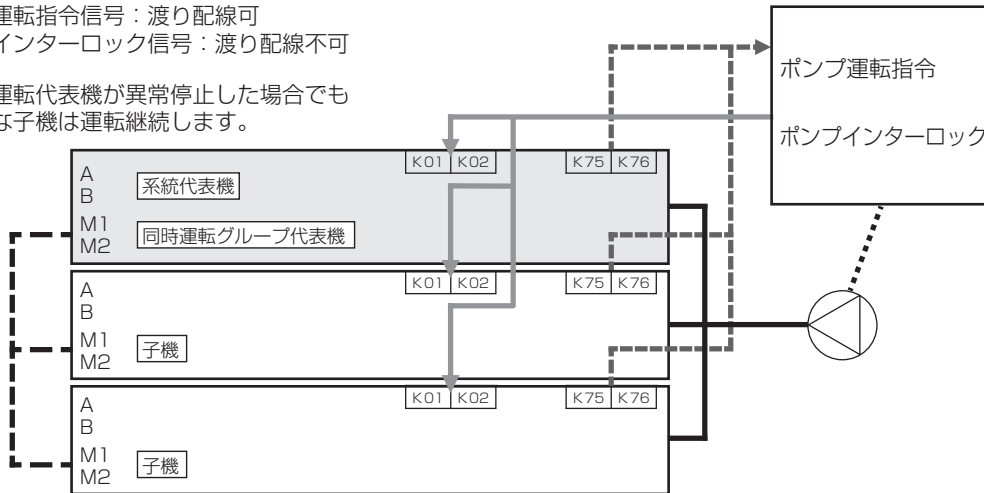 運転指令信号：渡り配線可
インターロック信号：渡り配線不可
運転代表機が異常停止した場合でも
な子機は運転継続します。
ポンプ運転指令
ポンプインターロック
K01 K02 K75 K76
A
B
系統代表機
M1
M2
同時運転グループ代表機
K01 K02 K75 K76
A
B
M1
M2
子機
K01 K02 K75 K76
A
B
M1
M2
子機